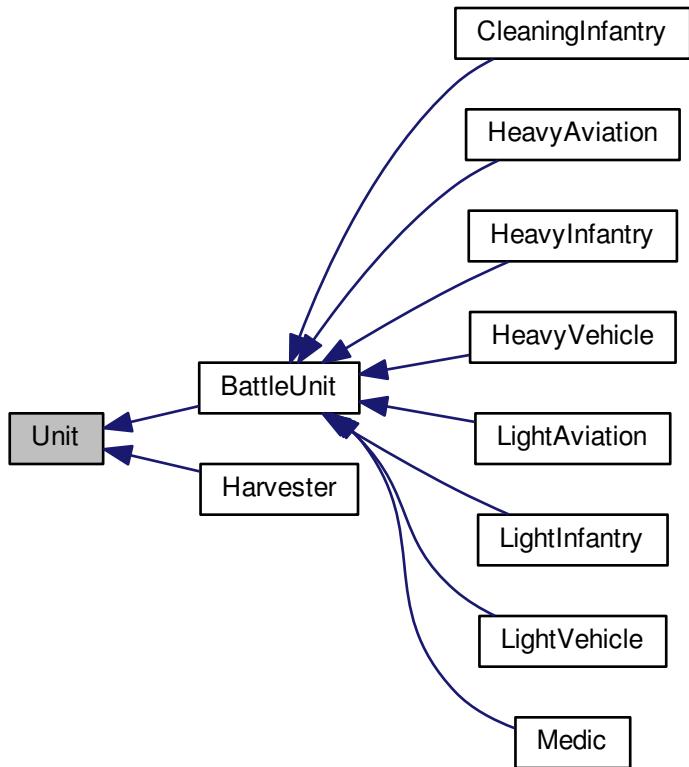 CleaningInfantry
HeavyAviation
HeavyInfantry
HeavyVehicle
BattleUnit
LightAviation
Unit
Harvester
LightInfantry
LightVehicle
Medic